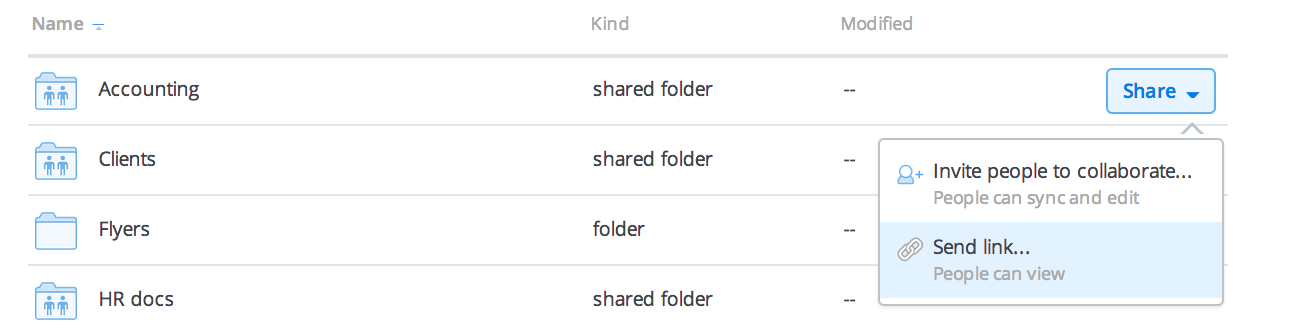 Name Kind Modified
Accounting shared folder -- Share
Clients shared folder --
Invite people to collaborate...
People can sync and edit
Flyers folder --
Send link...
People can view
HR docs shared folder --